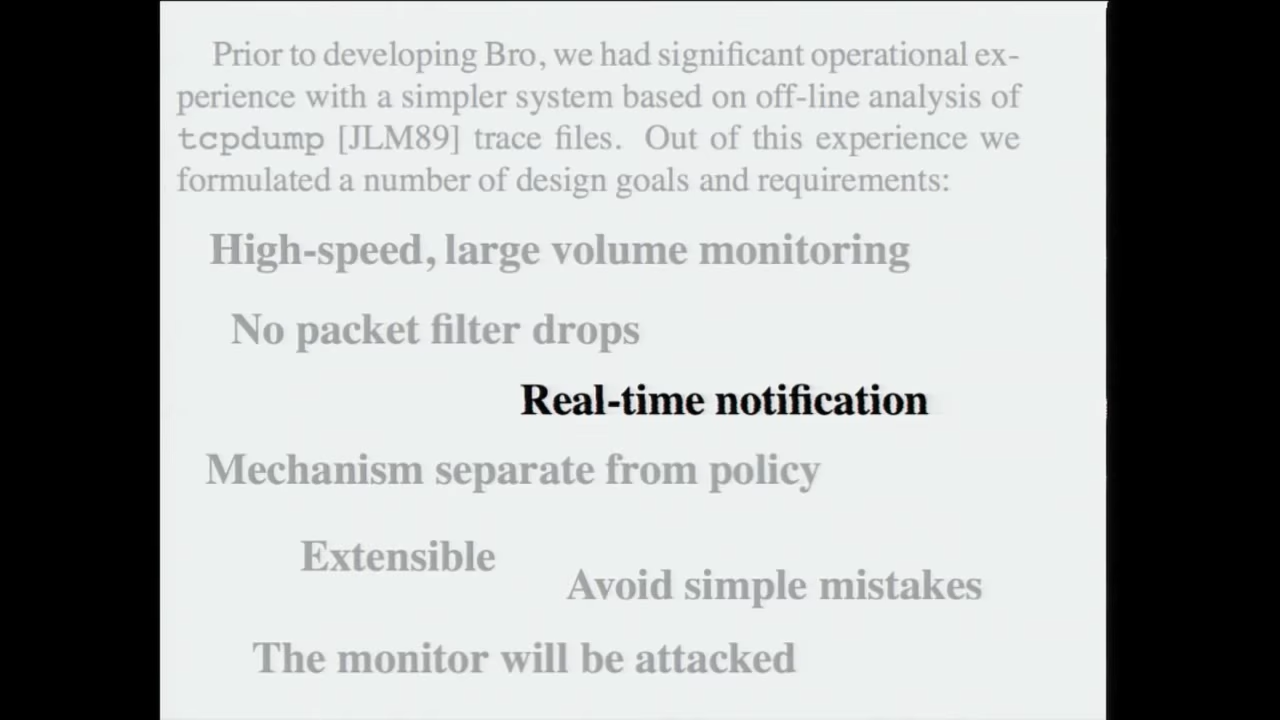 Prior to developing Bro, we had significant operational ex-
perience with a simpler system based on off-line analysis of
tcpdump [JLM89] trace files. Out of this experience we
formulated a number of design goals and requirements:
High-speed, large volume monitoring
No packet filter drops
Real-time notification
Mechanism separate from policy
Extensible
Avoid simple mistakes
The monitor will be attacked